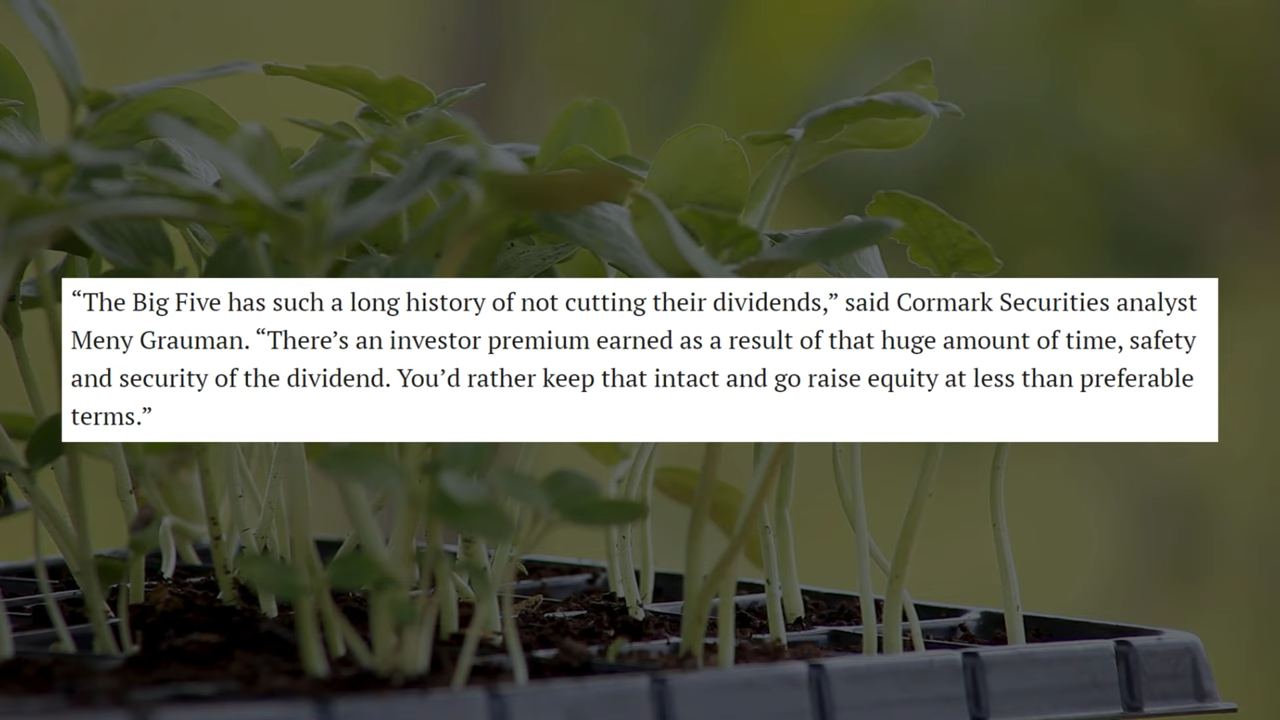 “The Big Five has such a long history of not cutting their dividends,” said Cormark Securities analyst
Meny Grauman. “There’s an investor premium earned as a result of that huge amount of time, safety
and security of the dividend. You’d rather keep that intact and go raise equity at less than preferable
terms.”